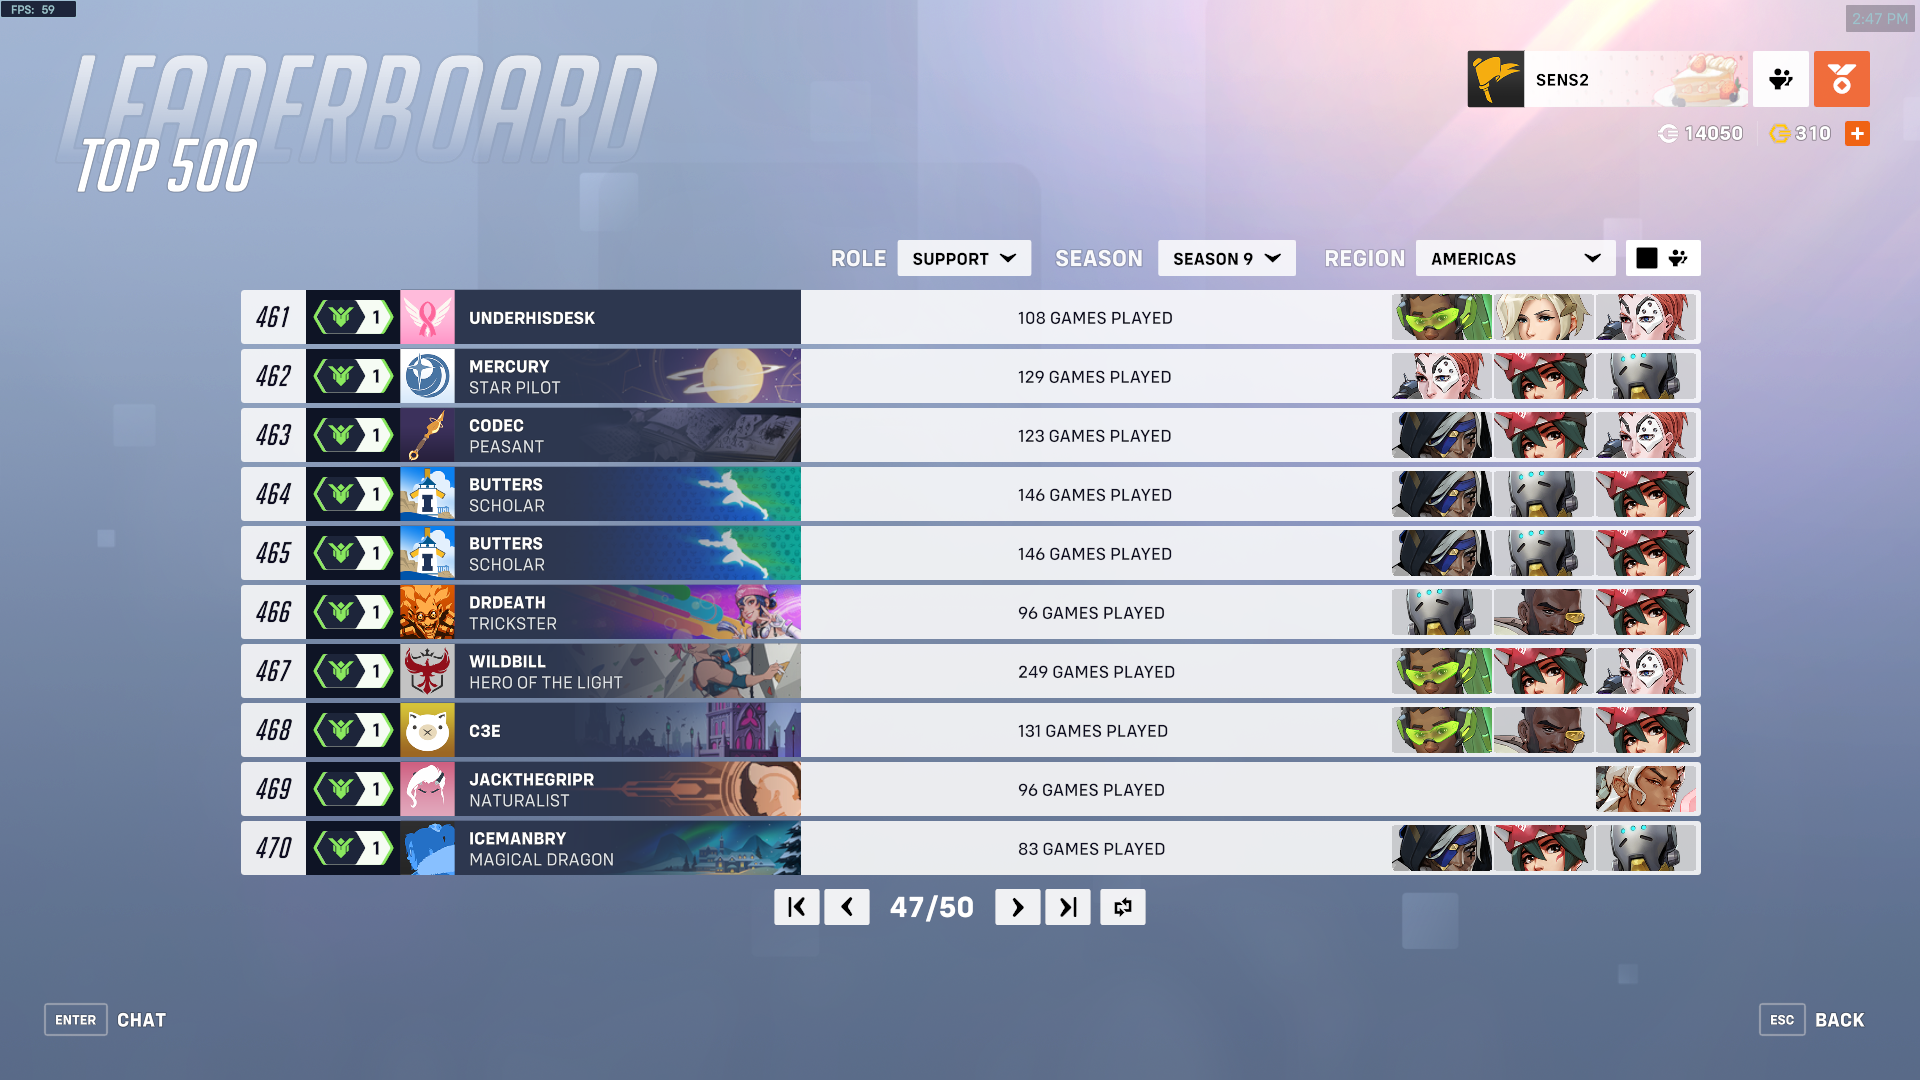 FPS: 59
2:47 PM
LEADERBOARD
TOP 500
SENS2
14050
310
ROLE SUPPORT SEASON SEASON 9 REGION AMERICAS
461 1 UNDERHISDESK 108 GAMES PLAYED
462 1 MERCURY 129 GAMES PLAYED
STAR PILOT
463 1 CODEC 123 GAMES PLAYED
PEASANT
464 1 BUTTERS 146 GAMES PLAYED
SCHOLAR
465 1 BUTTERS 146 GAMES PLAYED
SCHOLAR
466 1 DRDEATH 96 GAMES PLAYED
TRICKSTER
467 1 WILDBILL 249 GAMES PLAYED
HERO OF THE LIGHT
468 1 C3E 131 GAMES PLAYED
469 1 JACKTHEGRIPR 96 GAMES PLAYED
NATURALIST
470 1 ICEMANBRY 83 GAMES PLAYED
MAGICAL DRAGON
47/50
ENTER CHAT
ESC BACK